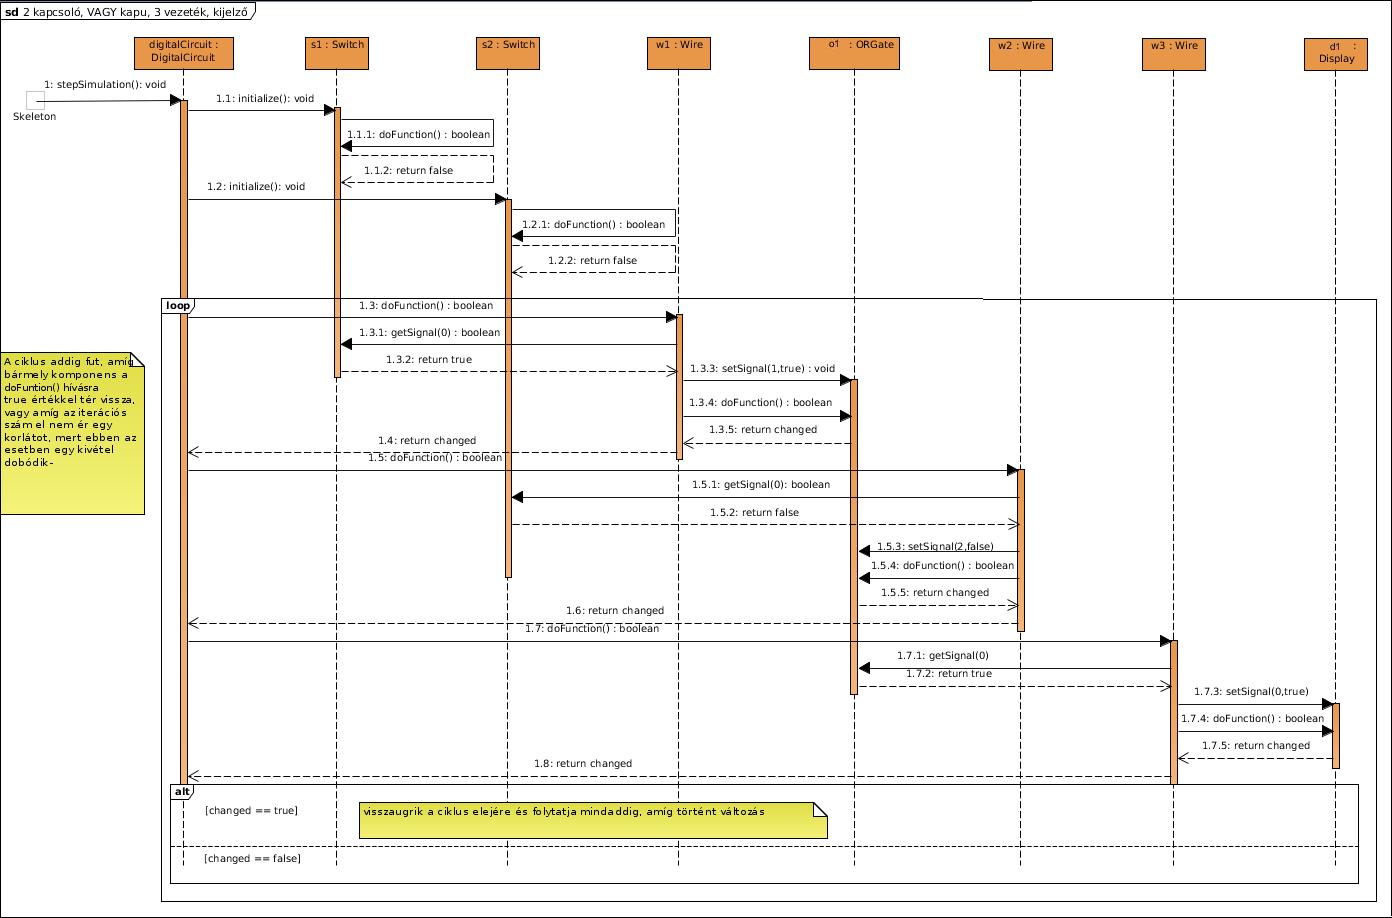 sd 2 kapcsoló, VAGY kapu, 3 vezeték, kijelző
digitalCircuit :
DigitalCircuit
s1 : Switch
s2 : Switch
w1 : Wire
o1 : ORGate
w2 : Wire
w3 : Wire
d1 :
Display
1: stepSimulation(): void
Skeleton
1.1: initialize(): void
1.1.1: doFunction() : boolean
1.1.2: return false
1.2: initialize(): void
1.2.1: doFunction() : boolean
1.2.2: return false
loop
1.3: doFunction() : boolean
1.3.1: getSignal(0) : boolean
1.3.2: return true
A ciklus addig fut, amíg
bármely komponens a
doFuntion() hívásra
true értékkel tér vissza,
vagy amíg az iterációs
szám el nem ér egy
korlátot, mert ebben az
esetben egy kivétel
dobódik-
1.3.3: setSignal(1,true) : void
1.3.4: doFunction() : boolean
1.3.5: return changed
1.4: return changed
1.5: doFunction() : boolean
1.5.1: getSignal(0): boolean
1.5.2: return false
1.5.3: setSignal(2,false)
1.5.4: doFunction() : boolean
1.5.5: return changed
1.6: return changed
1.7: doFunction() : boolean
1.7.1: getSignal(0)
1.7.2: return true
1.7.3: setSignal(0,true)
1.7.4: doFunction() : boolean
1.7.5: return changed
1.8: return changed
alt
[changed == true]
visszaugrik a ciklus elejére és folytatja mindaddig, amíg történt változás
[changed == false]